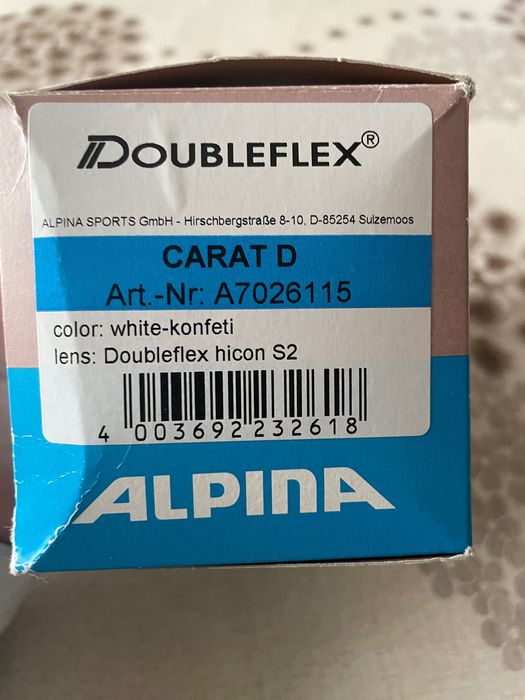 DOUBLEFLEX®
ALPINA SPORTS GmbH - Hirschbergstraße 8-10, D-85254 Sulzemoos
CARAT D
Art.-Nr: A7026115
color: white-konfeti
lens: Doubleflex hicon S2
4 003692 232618
ALPINA